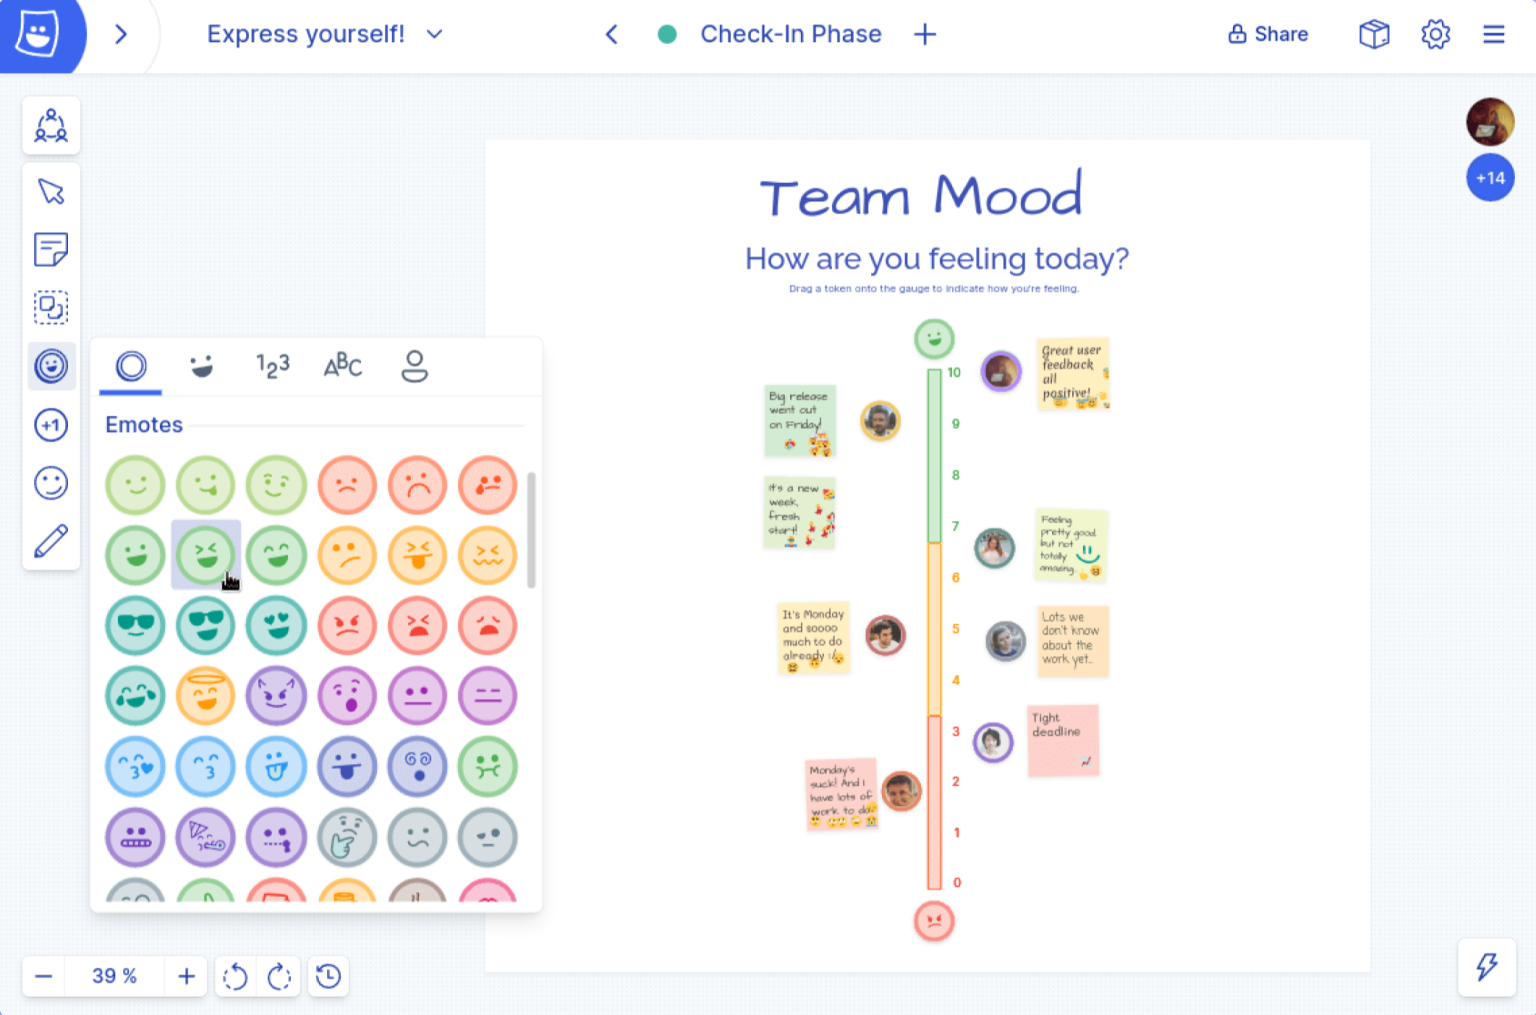 Express yourself!
Check-In Phase
Share
+14
Team Mood
How are you feeling today?
Drag a token onto the gauge to indicate how you're feeling.
1 2 3
ABC
Emotes
+1
10
9
8
7
6
5
4
3
2
1
0
Great user
feedback
all
positive!
Big release
went out
on Friday!
It's a new
week,
fresh
start!
Feeling
pretty good
but not
totally
amazing.
It's Monday
and soooo
much to do
already :/
Lots we
don't know
about the
work yet..
Tight
deadline
Monday's
suck! And I
have lots of
work to do.
39 %